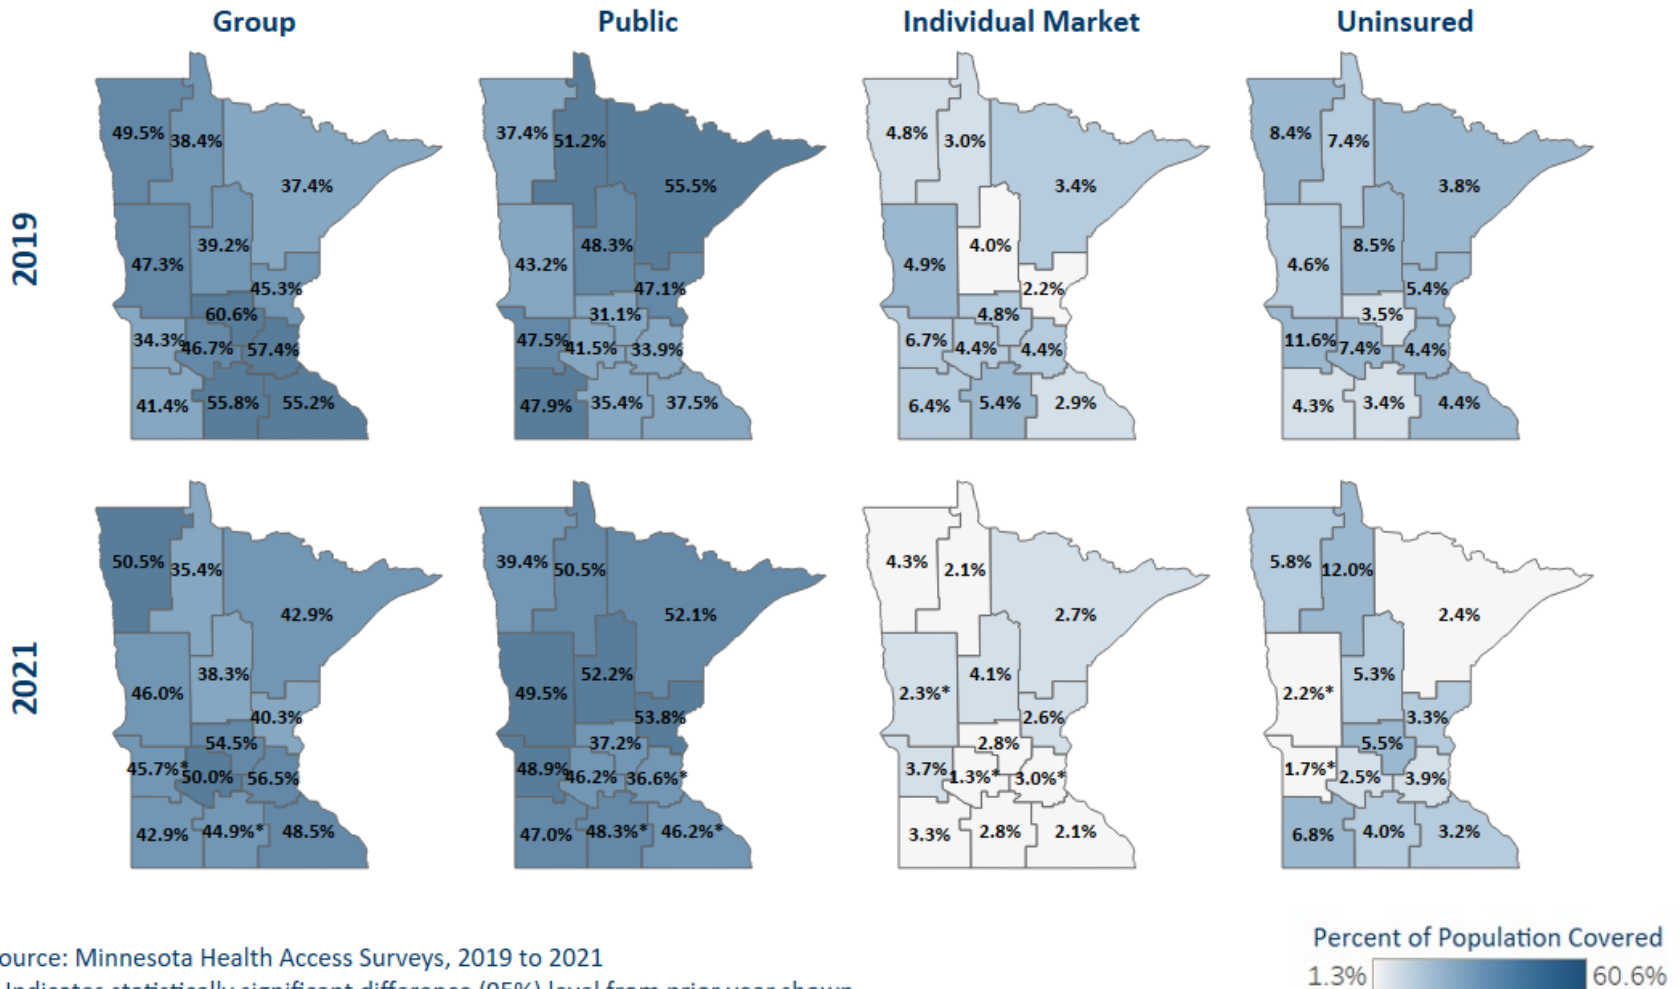 Group Public Individual Market Uninsured
2019
49.5% 38.4% 37.4% 51.2% 4.8% 3.0% 8.4% 7.4%
37.4% 55.5% 3.4% 3.8%
39.2% 48.3% 4.0% 8.5%
47.3% 43.2% 4.9% 4.6%
45.3% 47.1% 2.2% 5.4%
60.6% 31.1% 4.8% 3.5%
34.3% 46.7% 57.4% 47.5% 41.5% 33.9% 6.7% 4.4% 4.4% 11.6% 7.4% 4.4%
41.4% 55.8% 55.2% 47.9% 35.4% 37.5% 6.4% 5.4% 2.9% 4.3% 3.4% 4.4%
2021
50.5% 35.4% 39.4% 50.5% 4.3% 2.1% 5.8% 12.0%
42.9% 52.1% 2.7% 2.4%
38.3% 52.2% 4.1% 5.3%
46.0% 49.5% 2.3%* 2.2%*
40.3% 53.8% 2.6% 3.3%
54.5% 37.2% 2.8% 5.5%
45.7%* 50.0% 56.5% 48.9% 46.2% 36.6%* 3.7% 1.3%* 3.0%* 1.7%* 2.5% 3.9%
42.9% 44.9%* 48.5% 47.0% 48.3%* 46.2%* 3.3% 2.8% 2.1% 6.8% 4.0% 3.2%
Percent of Population Covered
ource: Minnesota Health Access Surveys, 2019 to 2021
1.3% 60.6%
Indicates statistically significant difference (95%) level from prior year shown